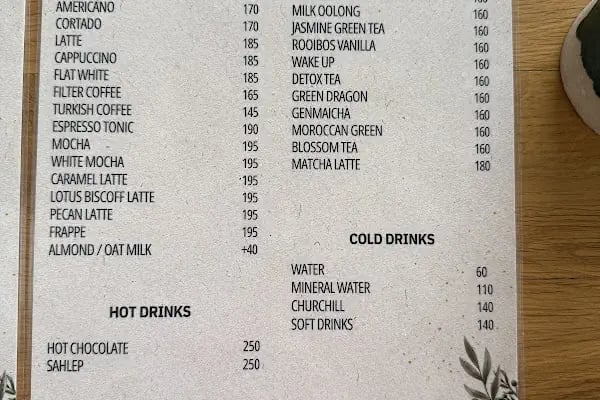 AMERICANO 170
CORTADO 170
LATTE 185
CAPPUCCINO 185
FLAT WHITE 185
FILTER COFFEE 165
TURKISH COFFEE 145
ESPRESSO TONIC 190
MOCHA 195
WHITE MOCHA 195
CARAMEL LATTE 195
LOTUS BISCOFF LATTE 195
PECAN LATTE 195
FRAPPE 195
ALMOND / OAT MILK +40
HOT DRINKS
HOT CHOCOLATE 250
SAHLEP 250
MILK OOLONG 160
JASMINE GREEN TEA 160
ROOIBOS VANILLA 160
WAKE UP 160
DETOX TEA 160
GREEN DRAGON 160
GENMAICHA 160
MOROCCAN GREEN 160
BLOSSOM TEA 160
MATCHA LATTE 180
COLD DRINKS
WATER 60
MINERAL WATER 110
CHURCHILL 140
SOFT DRINKS 140